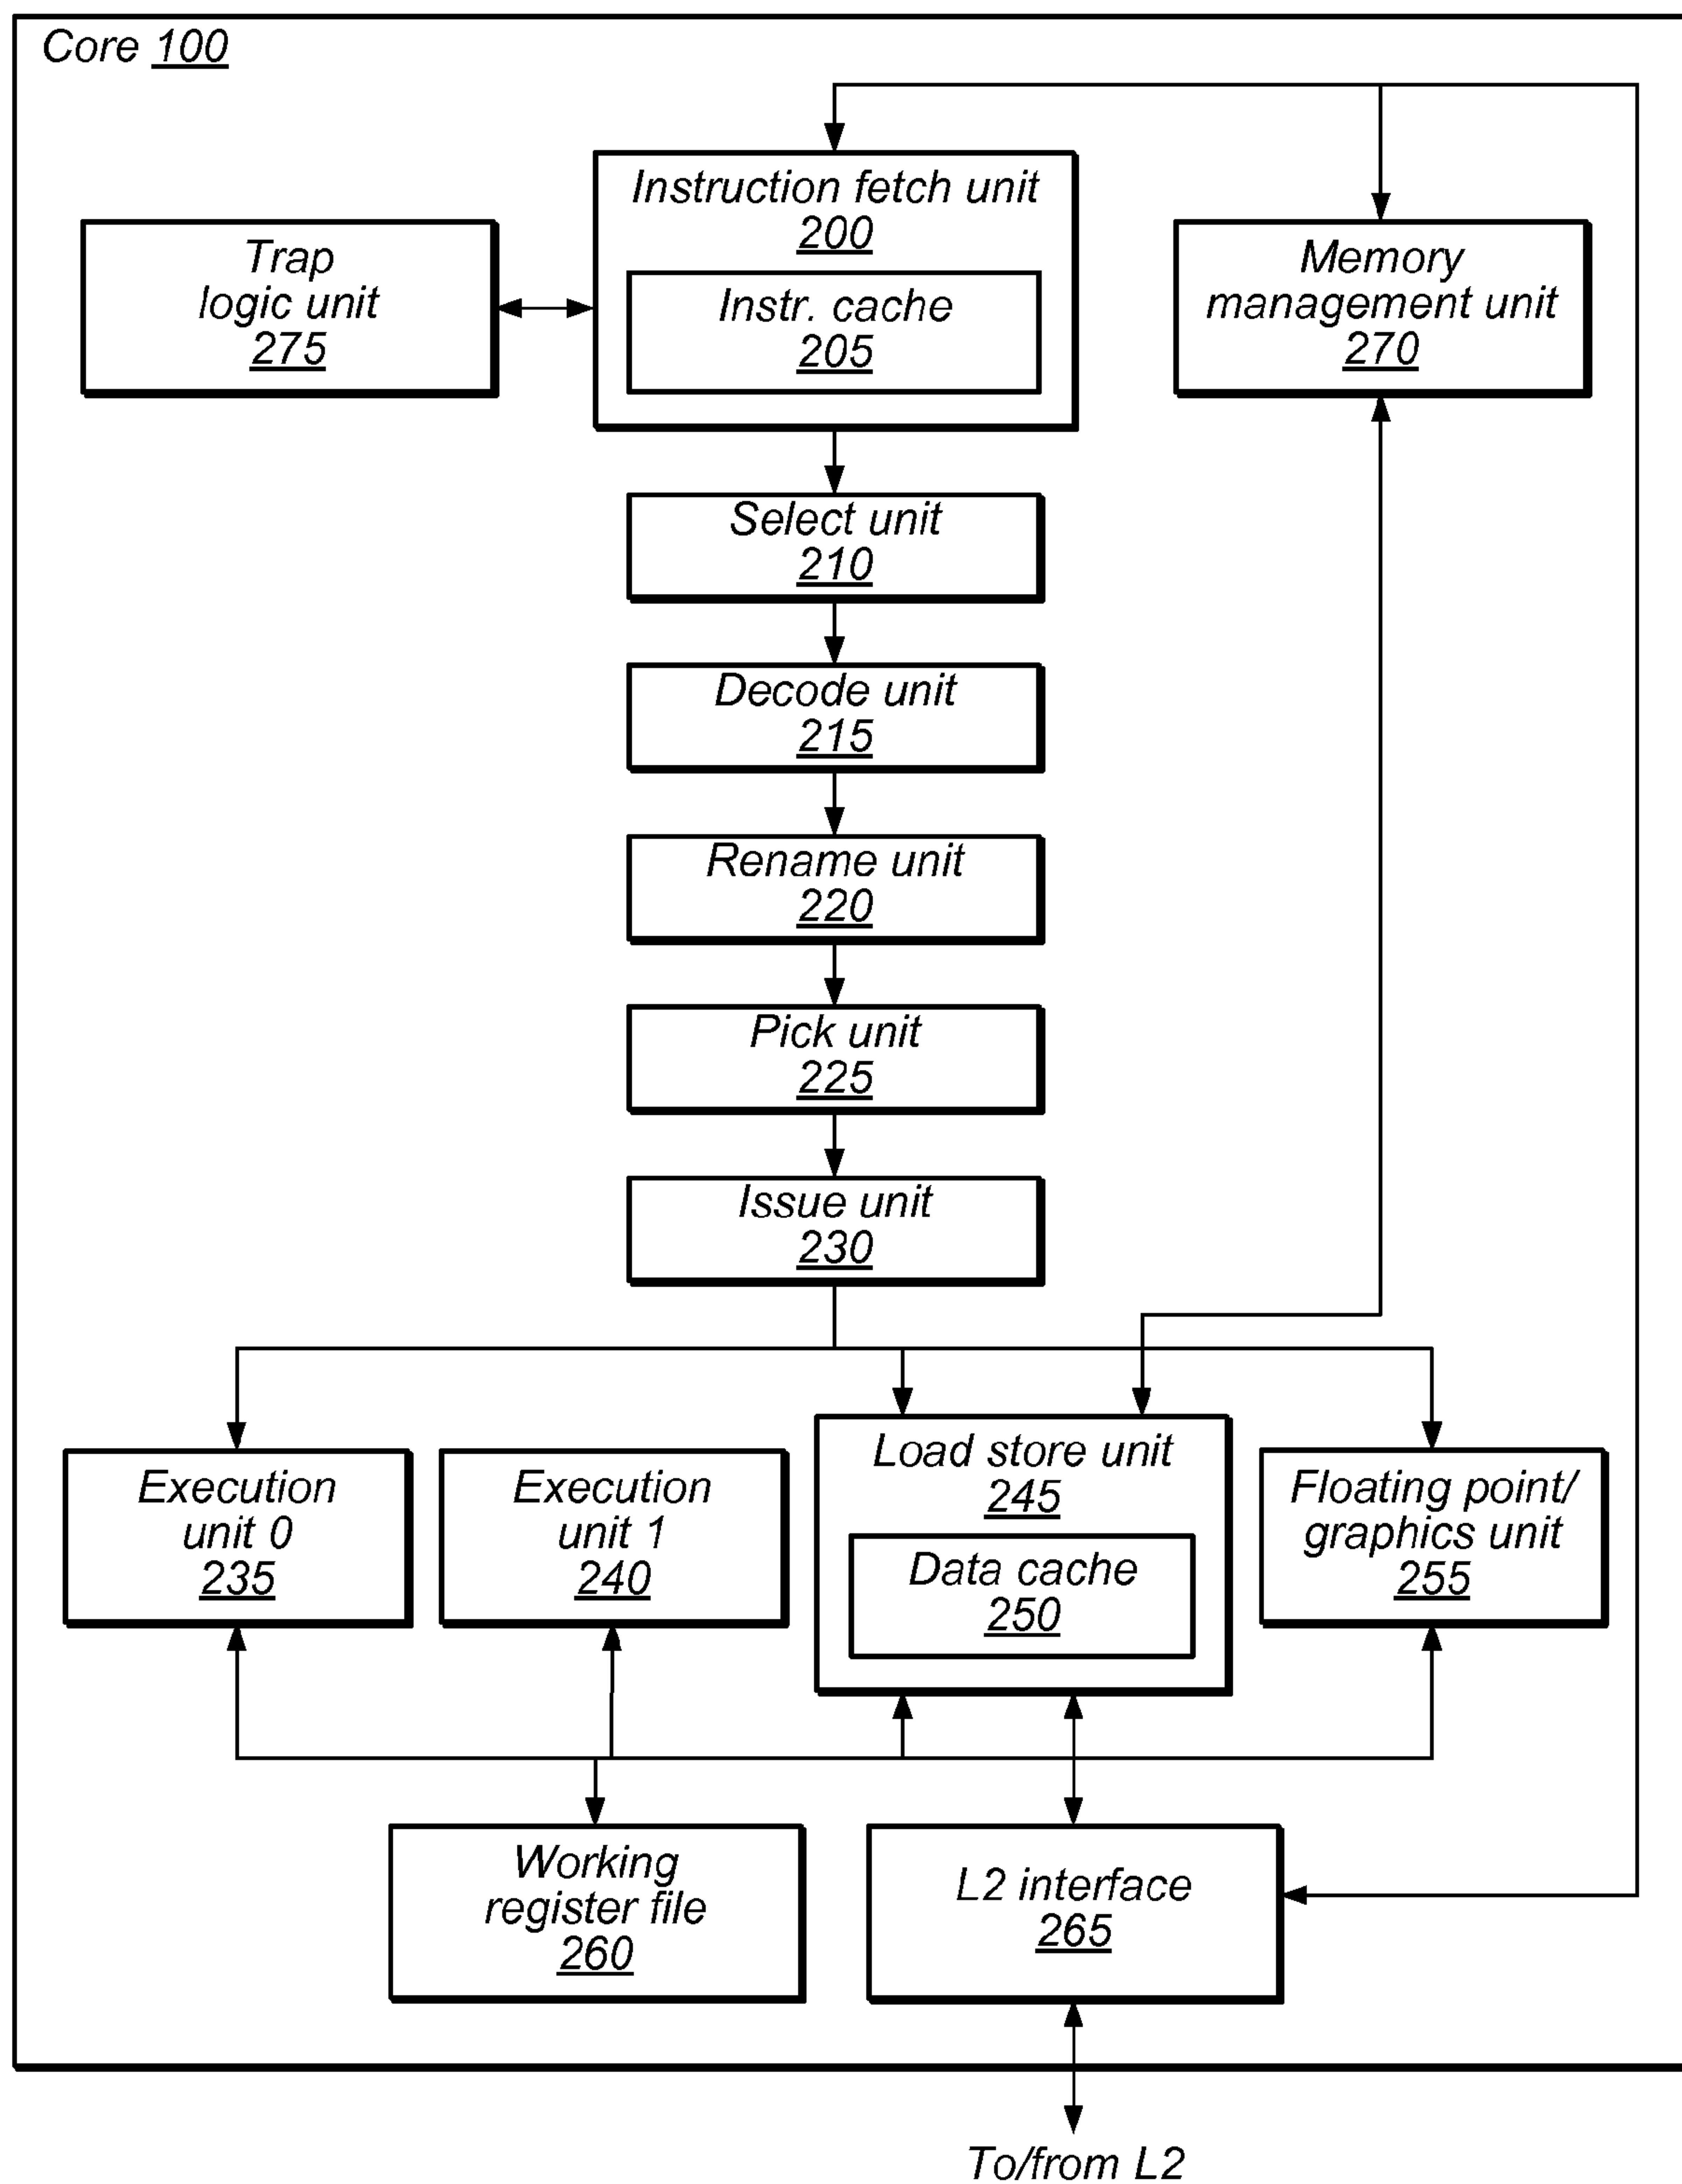 Core 100
Instruction fetch unit
200
Instr. cache
205
Trap
logic unit
275
Memory
management unit
270
Select unit
210
Decode unit
215
Rename unit
220
Pick unit
225
Issue unit
230
Execution
unit 0
235
Execution
unit 1
240
Load store unit
245
Data cache
250
Floating point/
graphics unit
255
Working
register file
260
L2 interface
265
To/from L2